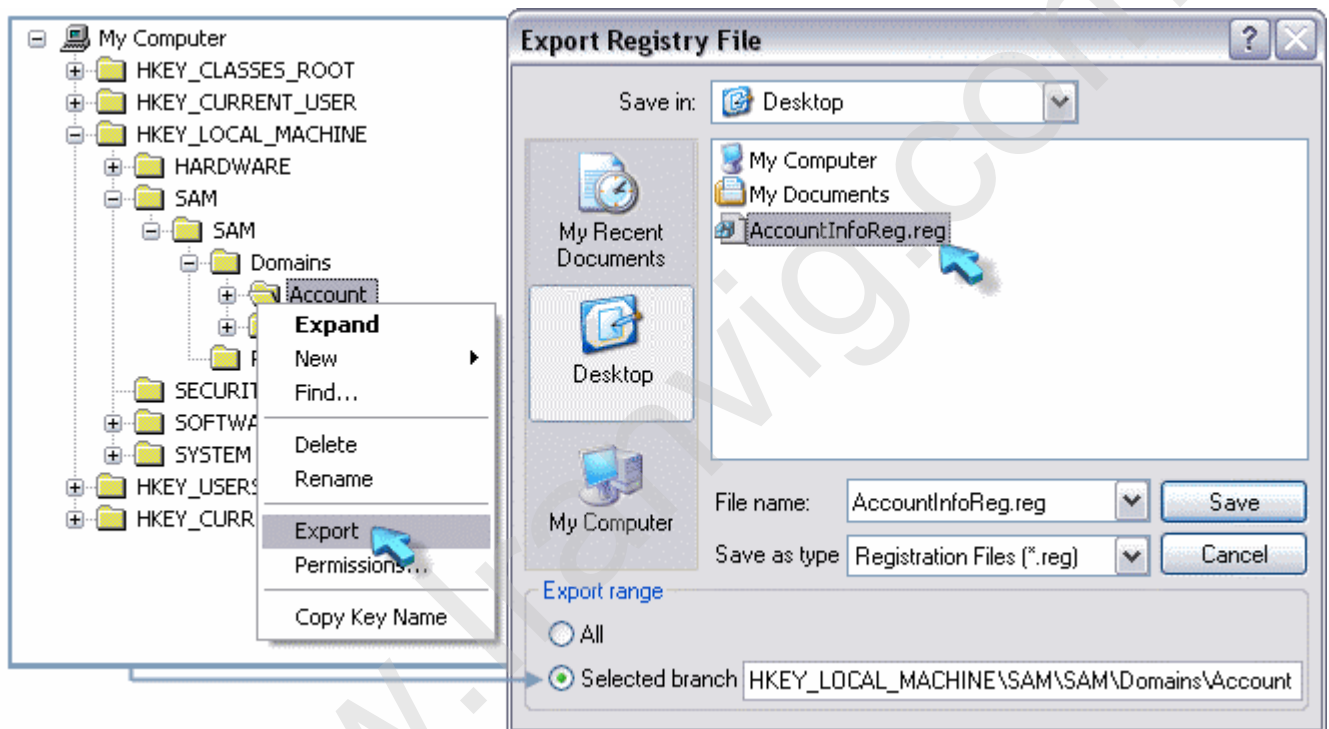 My Computer
HKEY_CLASSES_ROOT
HKEY_CURRENT_USER
HKEY_LOCAL_MACHINE
HARDWARE
SAM
SAM
Domains
Account
Expand
New
Find...
Delete
Rename
Export
Permissions...
Copy Key Name
SECURIT
SOFTWA
SYSTEM
HKEY_USERS
HKEY_CURR
Export Registry File
Save in:
Desktop
My Recent
Documents
Desktop
My Computer
My Computer
My Documents
AccountInfoReg.reg
File name:
AccountInfoReg.reg
Save
Save as type
Registration Files (*.reg)
Cancel
Export range
All
Selected branch
HKEY_LOCAL_MACHINE\SAM\SAM\Domains\Account